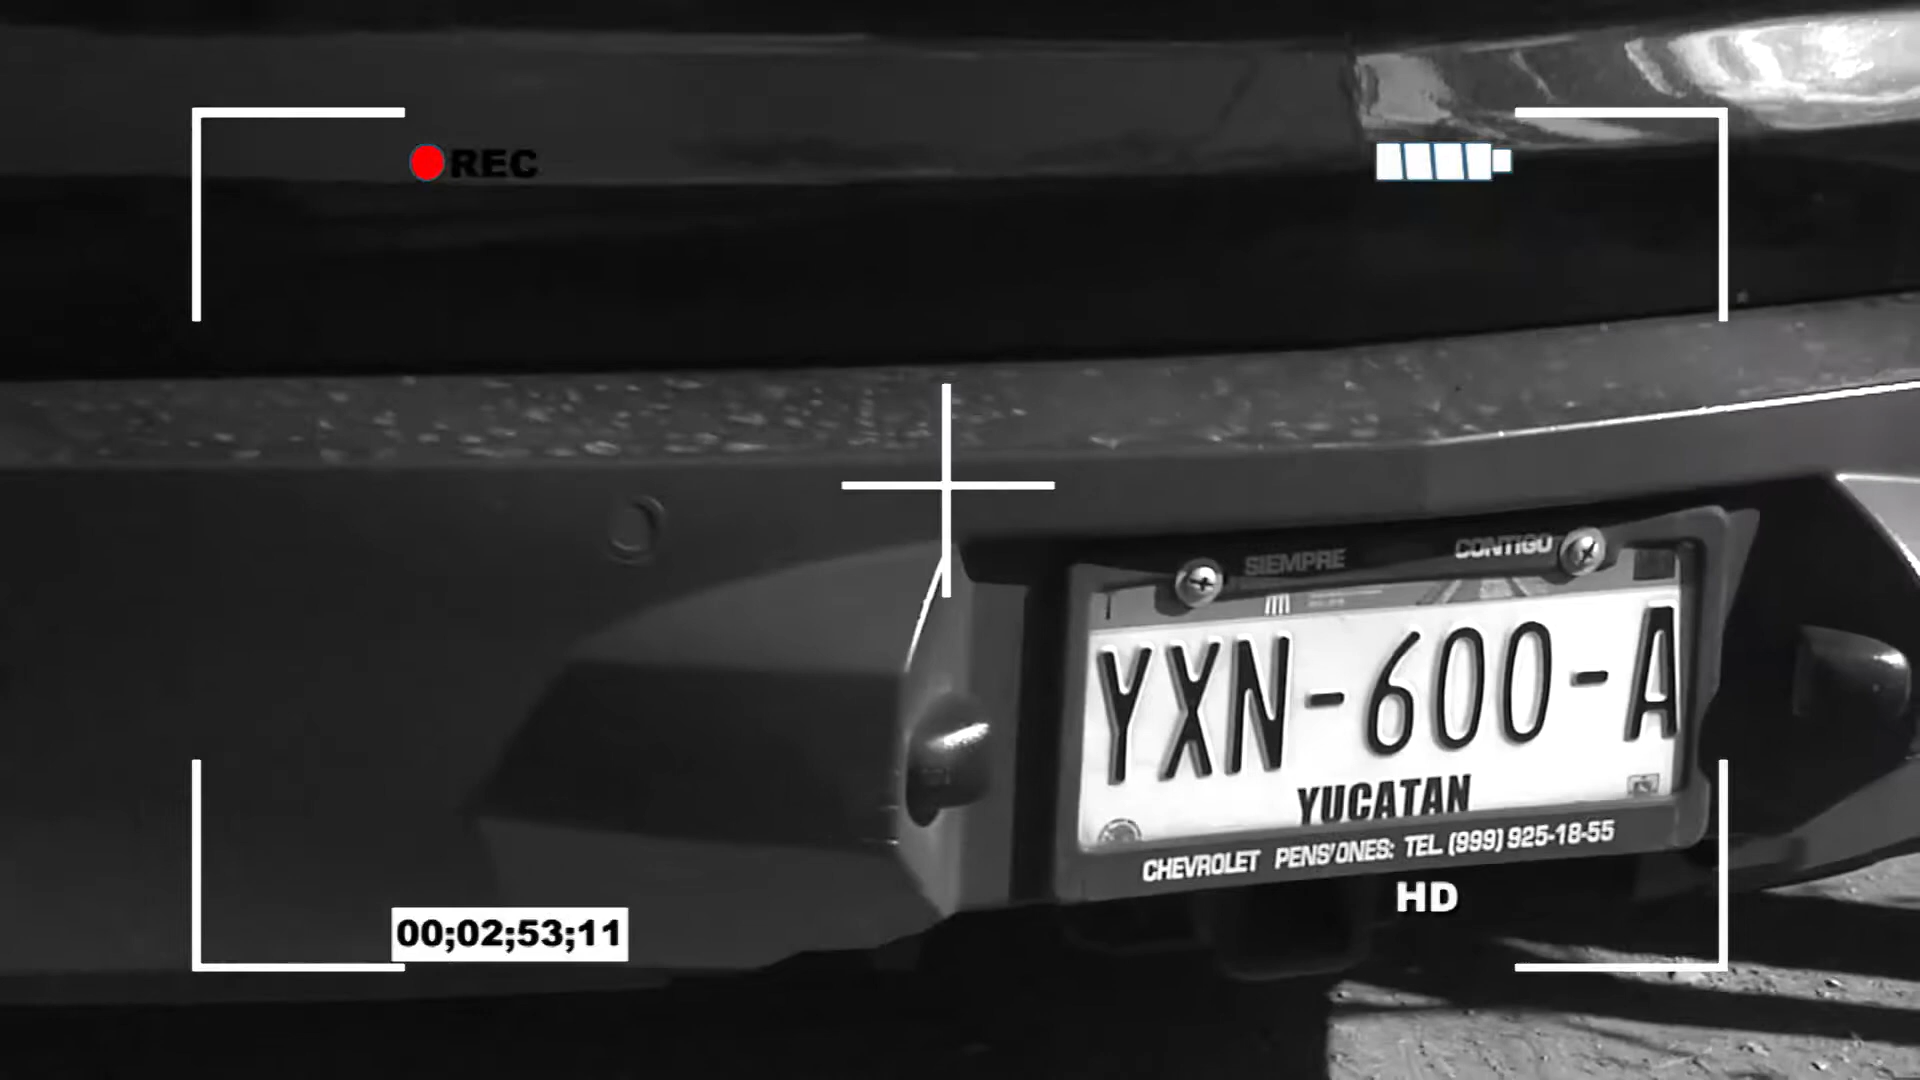 REC
SIEMPRE CONTIGO
YXN-600-A
YUCATAN
CHEVROLET PENSIONES: TEL. (999) 925-18-55
HD
00;02;53;11